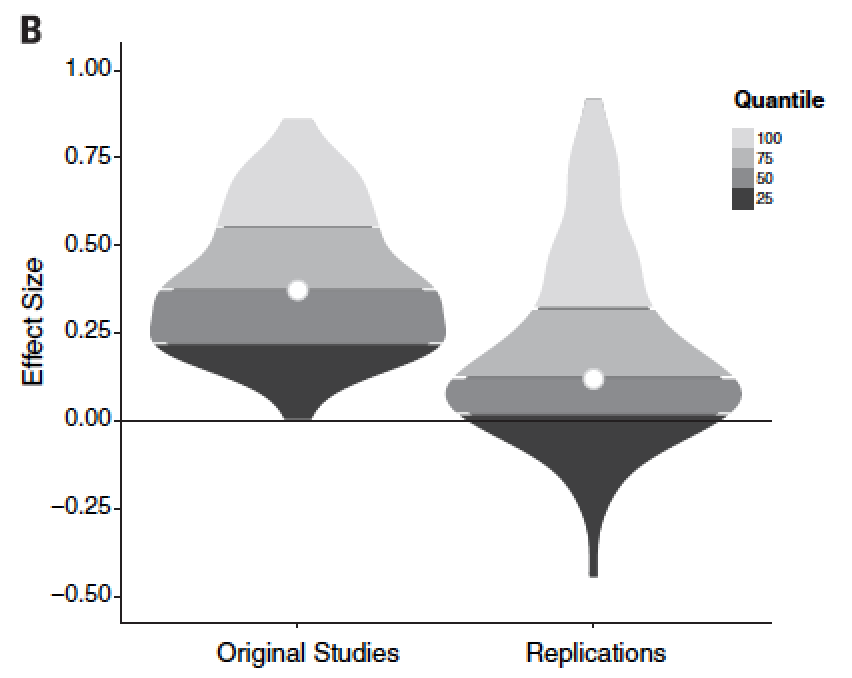 B
1.00
0.75
0.50
0.25
0.00
−0.25
−0.50
Effect Size
Original Studies
Replications
Quantile
100
75
50
25